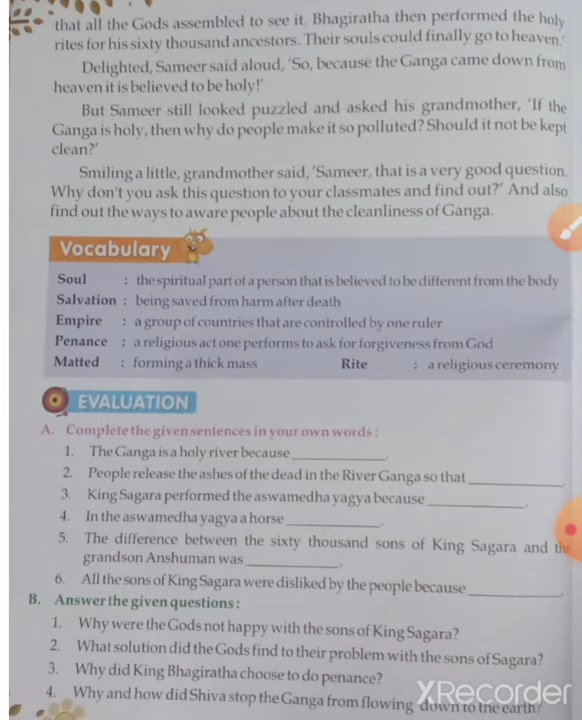 that all the Gods assembled to see it. Bhagiratha then performed the holy
rites for his sixty thousand ancestors. Their souls could finally go to heaven.'
Delighted, Sameer said aloud, 'So, because the Ganga came down from
heaven it is believed to be holy!'
But Sameer still looked puzzled and asked his grandmother, 'If the
Ganga is holy, then why do people make it so polluted? Should it not be kept
clean?'
Smiling a little, grandmother said, 'Sameer, that is a very good question.
Why don't you ask this question to your classmates and find out?' And also
find out the ways to aware people about the cleanliness of Ganga.
Vocabulary
Soul : the spiritual part of a person that is believed to be different from the body
Salvation : being saved from harm after death
Empire : a group of countries that are controlled by one ruler
Penance : a religious act one performs to ask for forgiveness from God
Matted : forming a thick mass Rite : a religious ceremony
EVALUATION
A. Complete the given sentences in your own words :
1. The Ganga is a holy river because ____________.
2. People release the ashes of the dead in the River Ganga so that ____________.
3. King Sagara performed the aswamedha yagya because ____________.
4. In the aswamedha yagya a horse ____________.
5. The difference between the sixty thousand sons of King Sagara and the
grandson Anshuman was ____________.
6. All the sons of King Sagara were disliked by the people because ____________.
B. Answer the given questions :
1. Why were the Gods not happy with the sons of King Sagara?
2. What solution did the Gods find to their problem with the sons of Sagara?
3. Why did King Bhagiratha choose to do penance?
4. Why and how did Shiva stop the Ganga from flowing down to the earth?
XRecorder